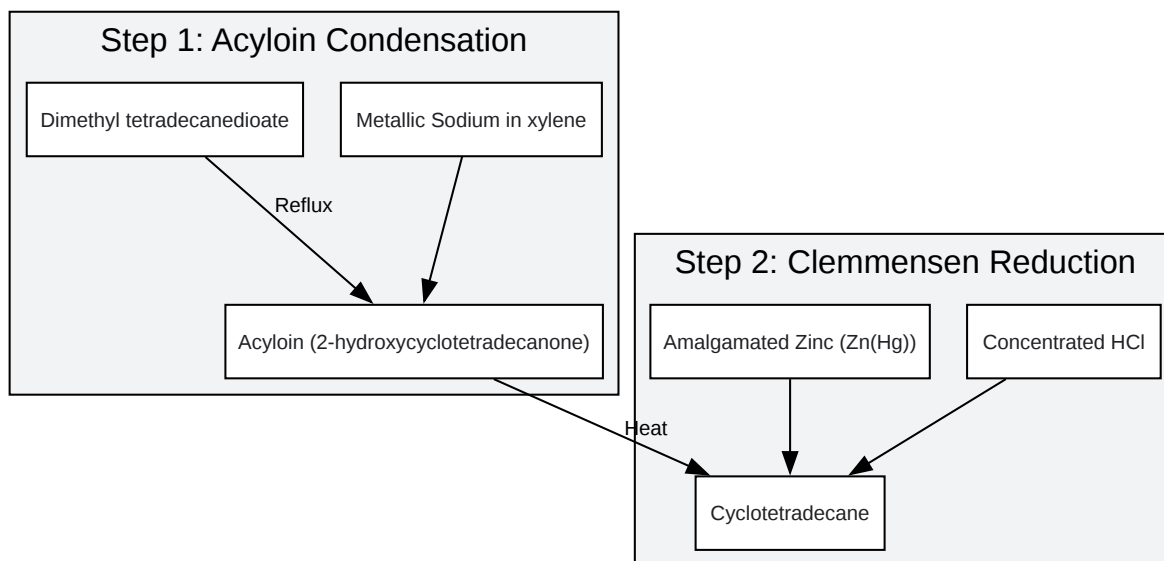 Step 1: Acyloin Condensation
Dimethyl tetradecanedioate
Metallic Sodium in xylene
Reflux
Acyloin (2-hydroxycyclotetradecanone)
Step 2: Clemmensen Reduction
Amalgamated Zinc (Zn(Hg))
Concentrated HCl
Heat
Cyclotetradecane